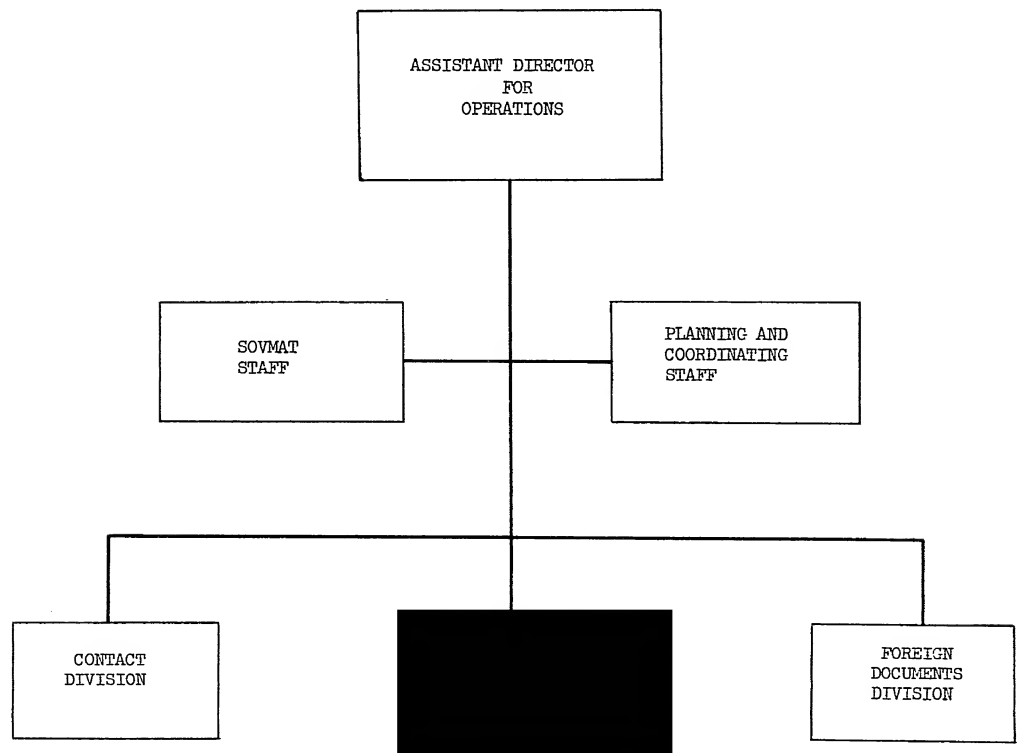 ASSISTANT DIRECTOR
FOR
OPERATIONS
SOVMAT
STAFF
PLANNING AND
COORDINATING
STAFF
CONTACT
DIVISION
FOREIGN
DOCUMENTS
DIVISION